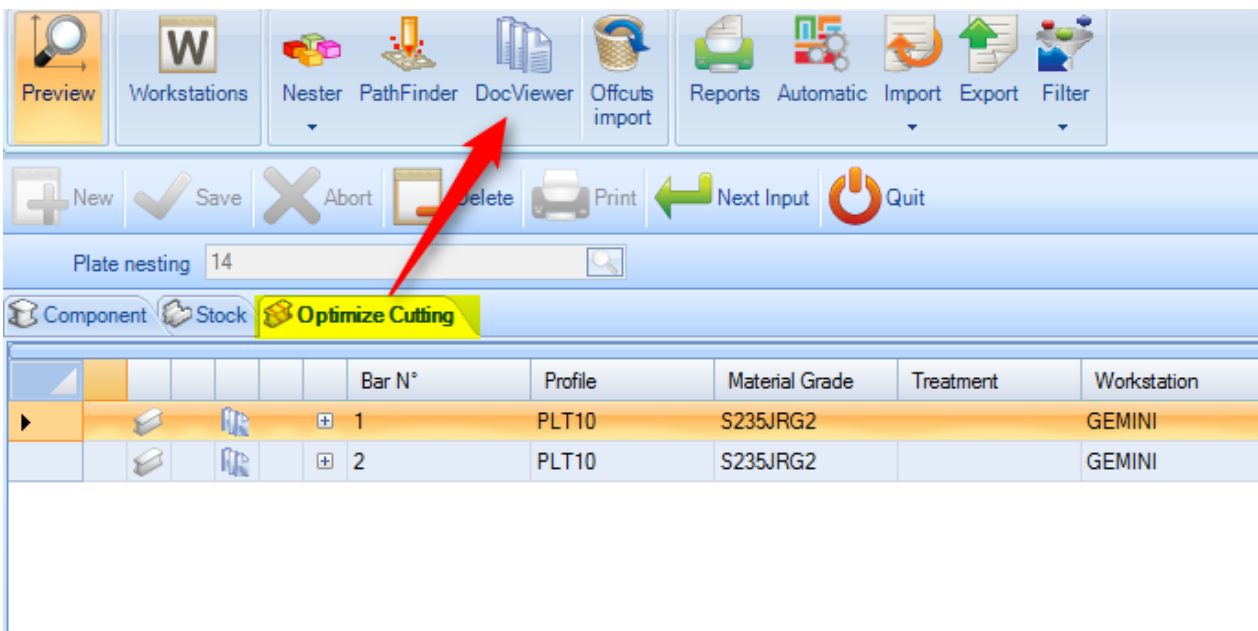 W
Preview Workstations Nester PathFinder DocViewer Offcuts import Reports Automatic Import Export Filter
New Save Abort Delete Print Next Input Quit
Plate nesting 14
Component Stock Optimize Cutting
Bar N° Profile Material Grade Treatment Workstation
1 PLT10 S235JRG2 GEMINI
2 PLT10 S235JRG2 GEMINI